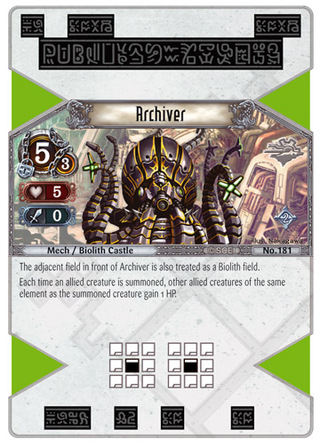 Archiver
5
3
5
0
Mech / Biolith Castle
SCE
No.181
The adjacent field in front of Archiver is also treated as a Biolith field.
Each time an allied creature is summoned, other allied creatures of the same
element as the summoned creature gain 1 HP.